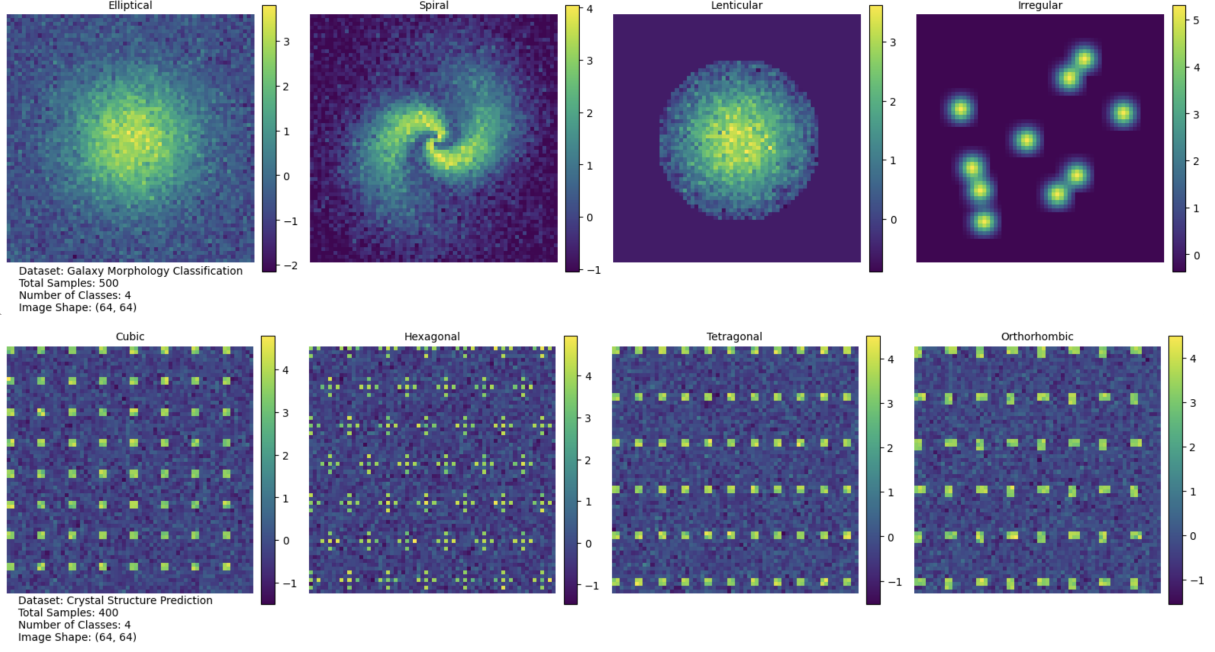 Elliptical
Spiral
Lenticular
Irregular
3
2
1
0
−1
−2
4
3
2
1
0
−1
3
2
1
0
5
4
3
2
1
0
Dataset: Galaxy Morphology Classification
Total Samples: 500
Number of Classes: 4
Image Shape: (64, 64)
Cubic
Hexagonal
Tetragonal
Orthorhombic
4
3
2
1
0
−1
4
3
2
1
0
−1
4
3
2
1
0
−1
4
3
2
1
0
−1
Dataset: Crystal Structure Prediction
Total Samples: 400
Number of Classes: 4
Image Shape: (64, 64)